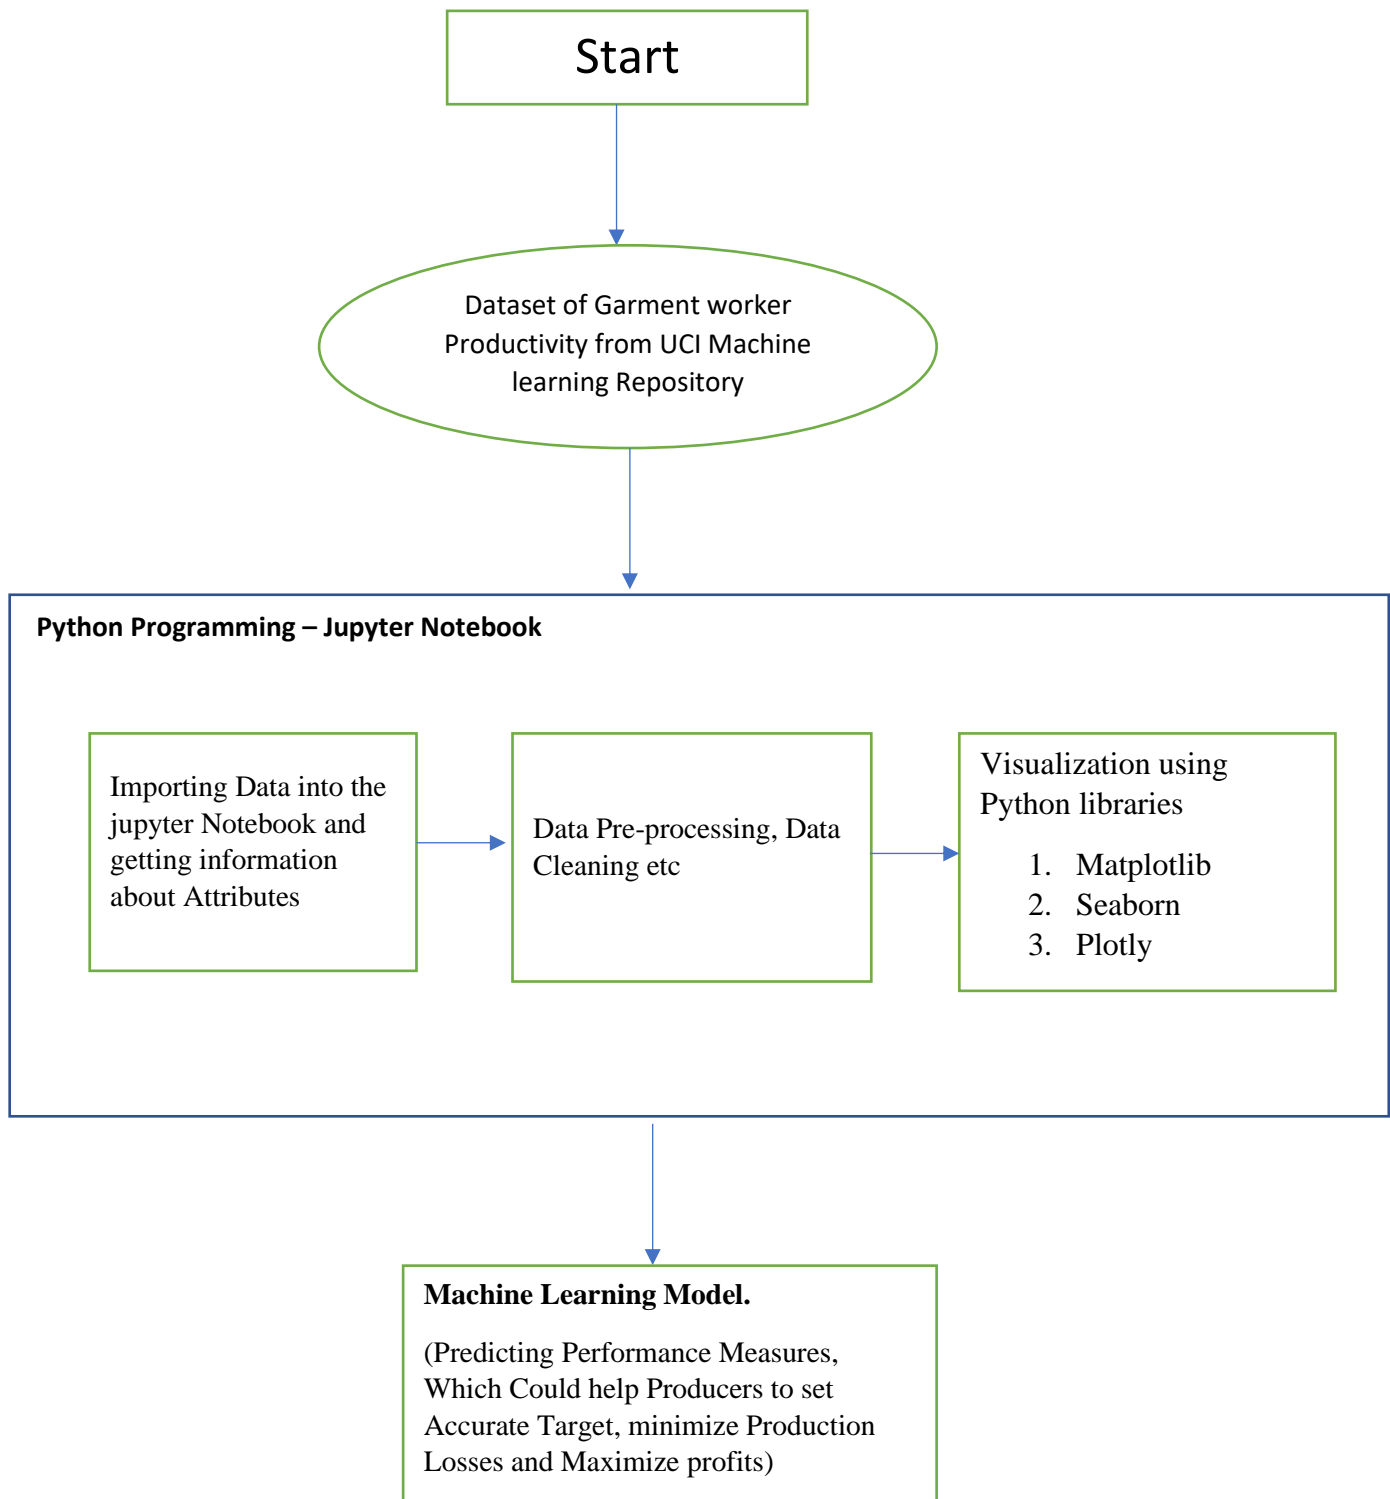 Start
Dataset of Garment worker
Productivity from UCI Machine
learning Repository
Python Programming – Jupyter Notebook
Importing Data into the
jupyter Notebook and
getting information
about Attributes
Data Pre-processing, Data
Cleaning etc
Visualization using
Python libraries
1. Matplotlib
2. Seaborn
3. Plotly
Machine Learning Model.
(Predicting Performance Measures,
Which Could help Producers to set
Accurate Target, minimize Production
Losses and Maximize profits)